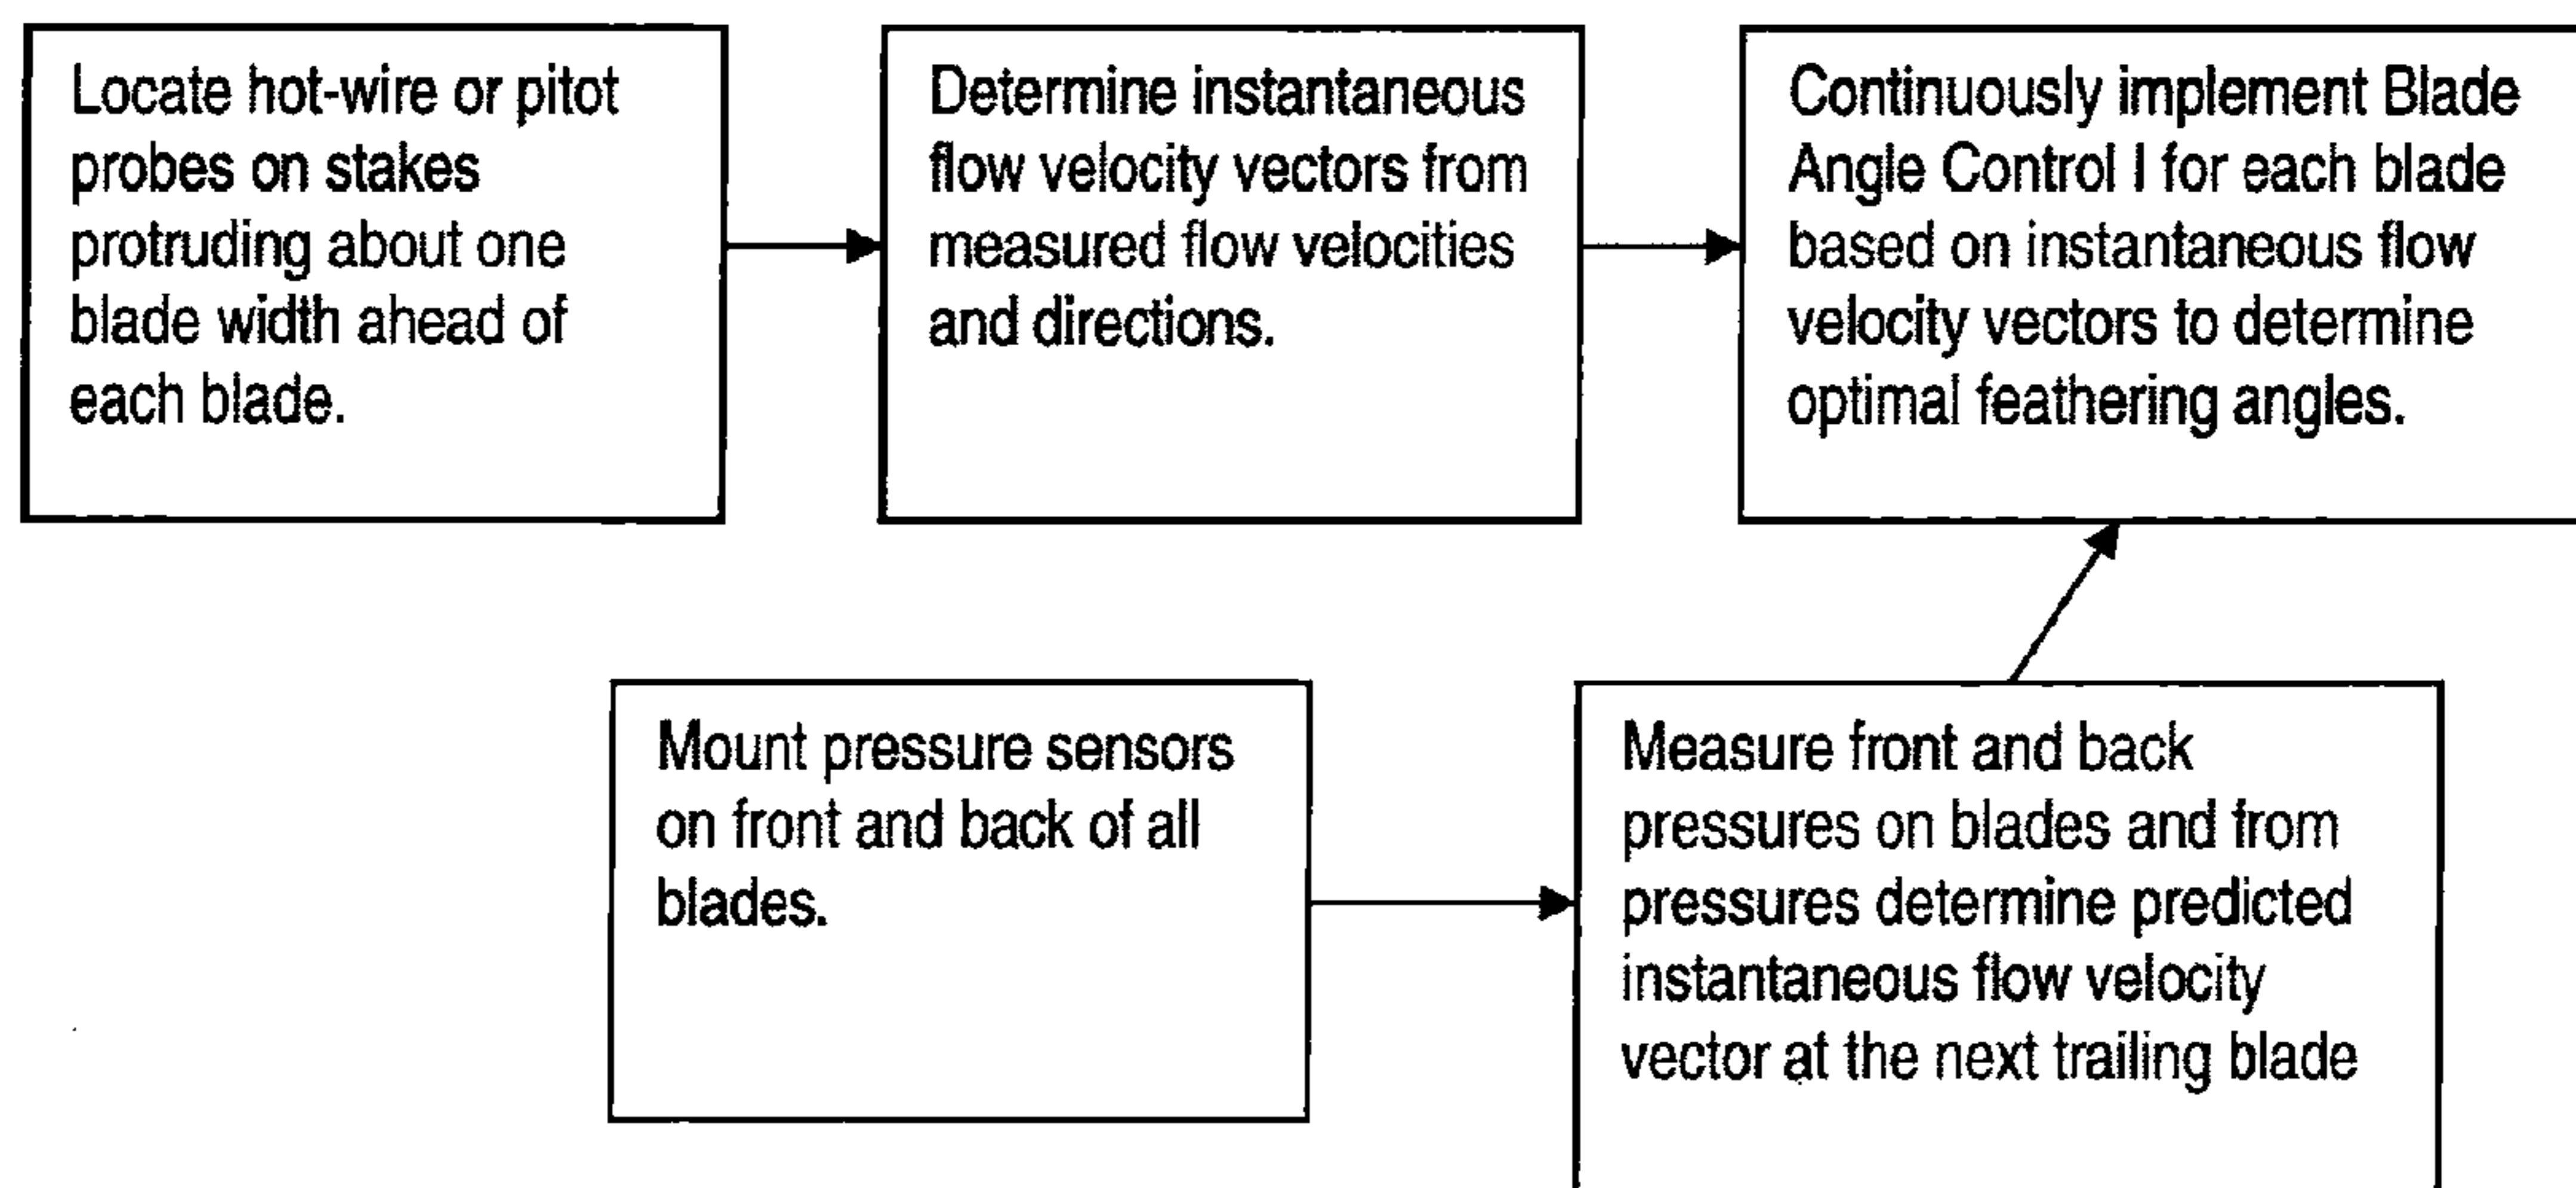 Locate hot-wire or pitot
probes on stakes
protruding about one
blade width ahead of
each blade.
Determine instantaneous
flow velocity vectors from
measured flow velocities
and directions.
Continuously implement Blade
Angle Control I for each blade
based on instantaneous flow
velocity vectors to determine
optimal feathering angles.
Mount pressure sensors
on front and back of all
blades.
Measure front and back
pressures on blades and from
pressures determine predicted
instantaneous flow velocity
vector at the next trailing blade